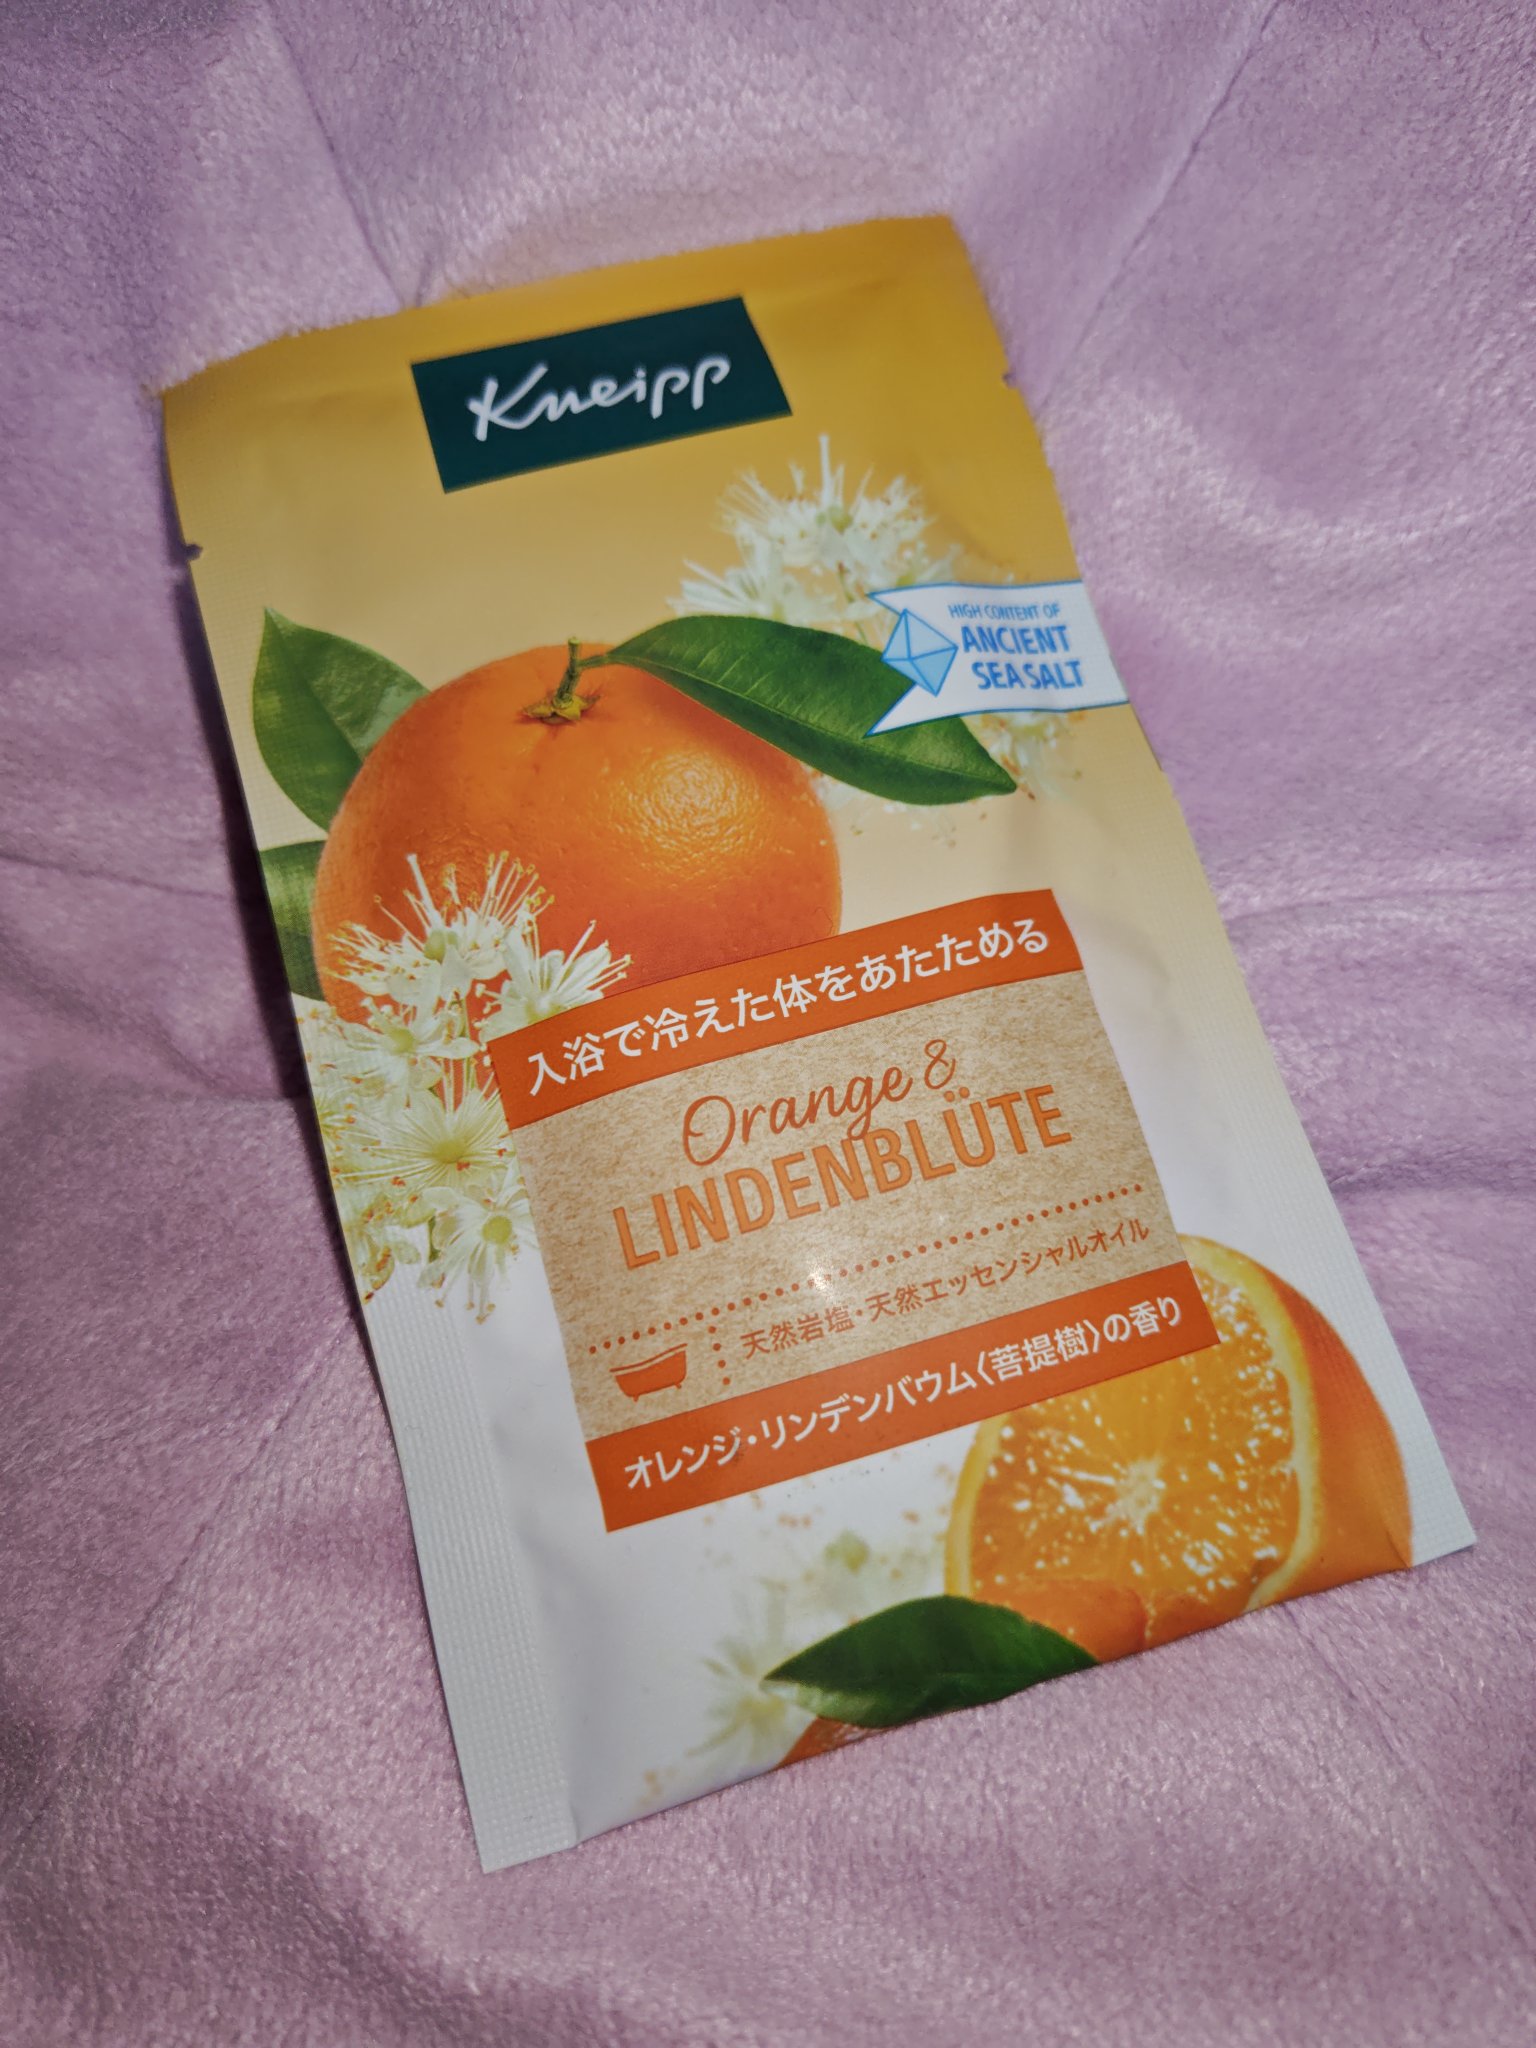 Kneipp
HIGH CONTENT OF
ANCIENT
SEA SALT
入浴で冷えた体をあたためる
Orange &
LINDENBLÜTE
天然岩塩・天然エッセンシャルオイル
オレンジ・リンデンバウム〈菩提樹〉の香り